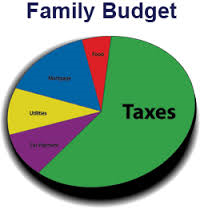 Family Budget
Food
Mortgage
Taxes
Utilities
Entertainment